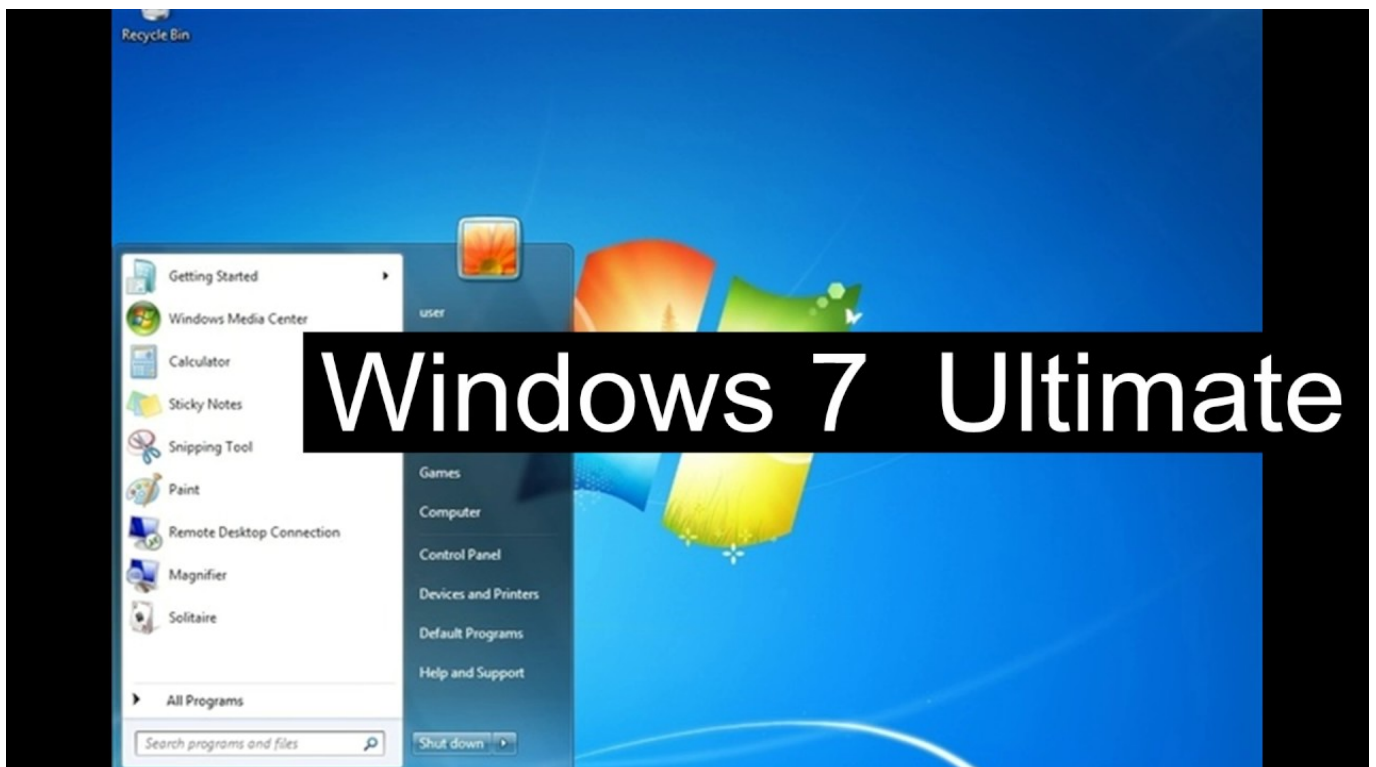 Recycle Bin
Getting Started
Windows Media Center
Calculator
Sticky Notes
Snipping Tool
Paint
Remote Desktop Connection
Magnifier
Solitaire
All Programs
Search programs and files
user
Windows 7 Ultimate
Games
Computer
Control Panel
Devices and Printers
Default Programs
Help and Support
Shut down